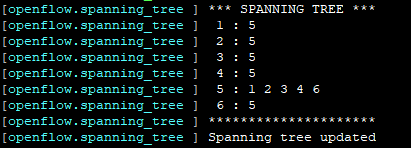 [openflow.spanning_tree ] *** SPANNING TREE ***
[openflow.spanning_tree ]  1 : 5
[openflow.spanning_tree ]  2 : 5
[openflow.spanning_tree ]  3 : 5
[openflow.spanning_tree ]  4 : 5
[openflow.spanning_tree ]  5 : 1 2 3 4 6
[openflow.spanning_tree ]  6 : 5
[openflow.spanning_tree ] *********************
[openflow.spanning_tree ] Spanning tree updated